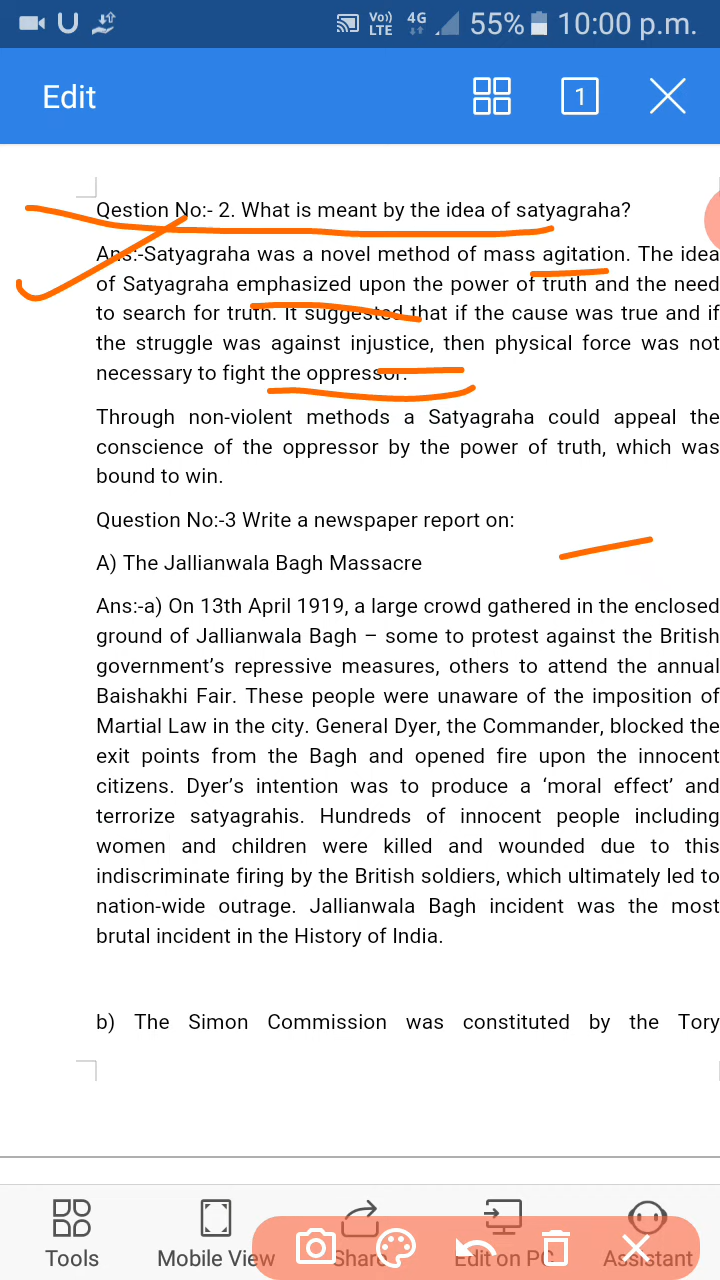 Vo)) LTE 4G 55% 10:00 p.m.
Edit
1
Qestion No:- 2. What is meant by the idea of satyagraha?
Ans:-Satyagraha was a novel method of mass agitation. The idea
of Satyagraha emphasized upon the power of truth and the need
to search for truth. It suggested that if the cause was true and if
the struggle was against injustice, then physical force was not
necessary to fight the oppressor.
Through non-violent methods a Satyagraha could appeal the
conscience of the oppressor by the power of truth, which was
bound to win.
Question No:-3 Write a newspaper report on:
A) The Jallianwala Bagh Massacre
Ans:-a) On 13th April 1919, a large crowd gathered in the enclosed
ground of Jallianwala Bagh – some to protest against the British
government’s repressive measures, others to attend the annual
Baishakhi Fair. These people were unaware of the imposition of
Martial Law in the city. General Dyer, the Commander, blocked the
exit points from the Bagh and opened fire upon the innocent
citizens. Dyer’s intention was to produce a ‘moral effect’ and
terrorize satyagrahis. Hundreds of innocent people including
women and children were killed and wounded due to this
indiscriminate firing by the British soldiers, which ultimately led to
nation-wide outrage. Jallianwala Bagh incident was the most
brutal incident in the History of India.
b) The Simon Commission was constituted by the Tory
Tools Mobile View Share Edit on PC Assistant